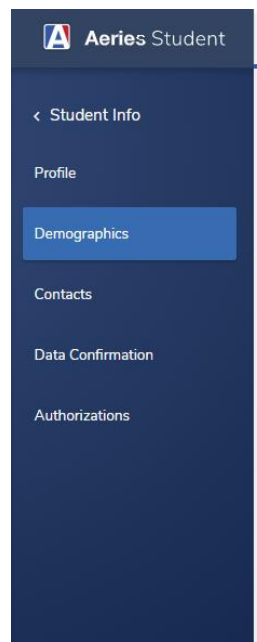 Aeries Student
< Student Info
Profile
Demographics
Contacts
Data Confirmation
Authorizations